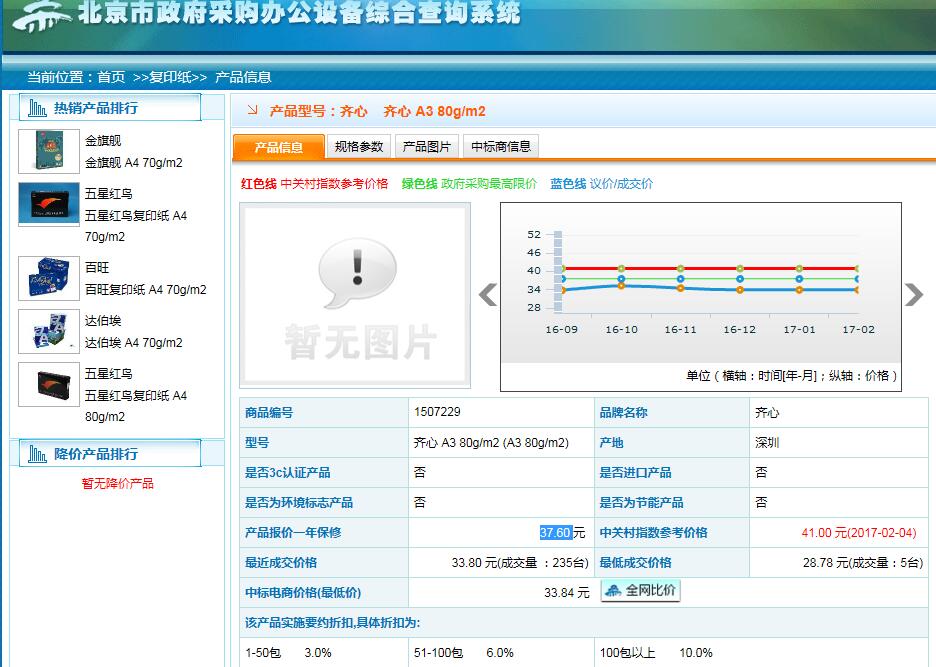 北京市政府采购办公设备综合查询系统
当前位置：首页 >>复印纸>> 产品信息
热销产品排行
金旗舰
金旗舰 A4 70g/m2
五星红鸟
五星红鸟复印纸 A4
70g/m2
百旺
百旺复印纸 A4 70g/m2
达伯埃
达伯埃 A4 70g/m2
五星红鸟
五星红鸟复印纸 A4
80g/m2
降价产品排行
暂无降价产品
产品型号：齐心 齐心 A3 80g/m2
产品信息 规格参数 产品图片 中标商信息
红色线 中关村指数参考价格 绿色线 政府采购最高限价 蓝色线 议价/成交价
暂无图片
52
46
40
34
28
16-09 16-10 16-11 16-12 17-01 17-02
单位（横轴：时间[年-月]；纵轴：价格）
商品编号 1507229 品牌名称 齐心
型号 齐心 A3 80g/m2 (A3 80g/m2) 产地 深圳
是否3c认证产品 否 是否进口产品 否
是否为环境标志产品 否 是否为节能产品 否
产品报价一年保修 37.60 元 中关村指数参考价格 41.00 元(2017-02-04)
最近成交价格 33.80 元(成交量 ：235台) 最低成交价格 28.78 元(成交量：5台)
中标电商价格(最低价) 33.84 元 全网比价
该产品实施要约折扣,具体折扣为:
1-50包 3.0% 51-100包 6.0% 100包以上 10.0%